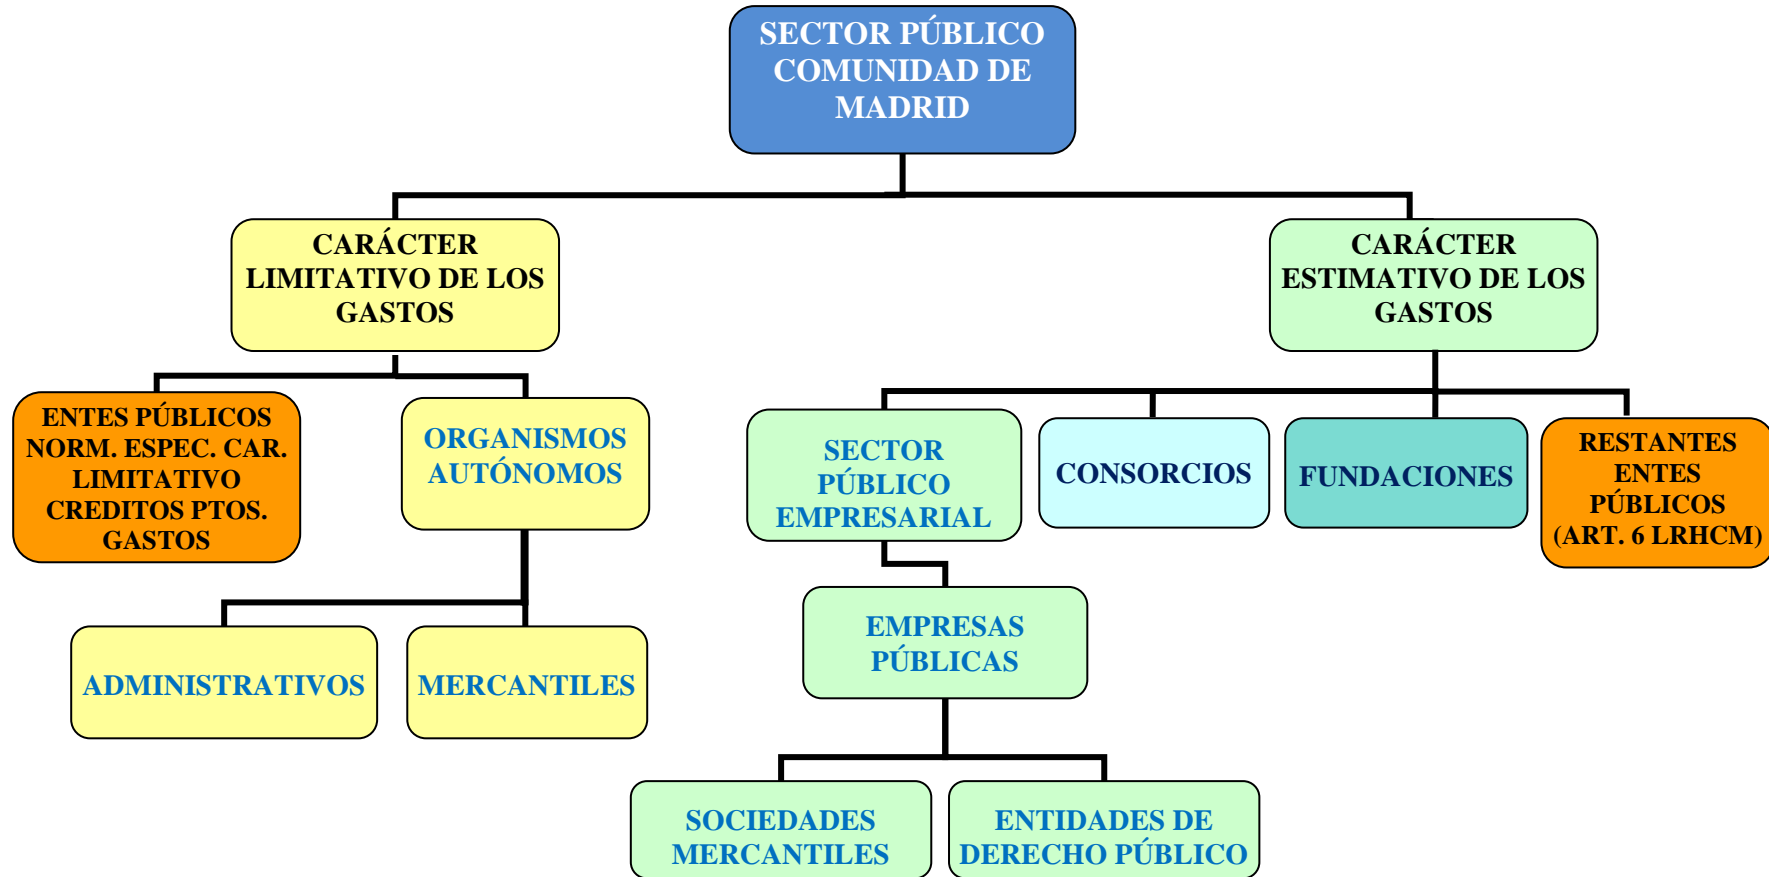 SECTOR PÚBLICO
COMUNIDAD DE
MADRID
CARÁCTER
LIMITATIVO DE LOS
GASTOS
CARÁCTER
ESTIMATIVO DE LOS
GASTOS
ENTES PÚBLICOS
NORM. ESPEC. CAR.
LIMITATIVO
CREDITOS PTOS.
GASTOS
ORGANISMOS
AUTÓNOMOS
SECTOR
PÚBLICO
EMPRESARIAL
CONSORCIOS
FUNDACIONES
RESTANTES
ENTES
PÚBLICOS
(ART. 6 LRHCM)
ADMINISTRATIVOS
MERCANTILES
EMPRESAS
PÚBLICAS
SOCIEDADES
MERCANTILES
ENTIDADES DE
DERECHO PÚBLICO